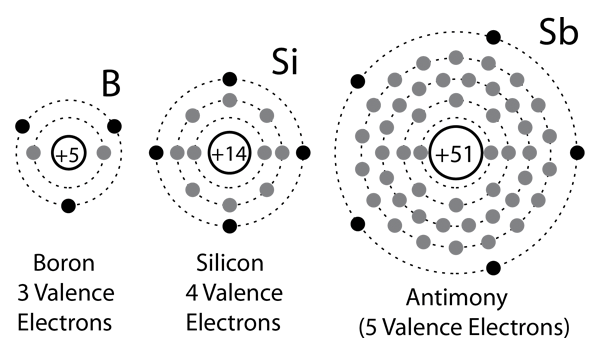 B
+5
Boron
3 Valence
Electrons
Si
+14
Silicon
4 Valence
Electrons
Sb
+51
Antimony
(5 Valence Electrons)